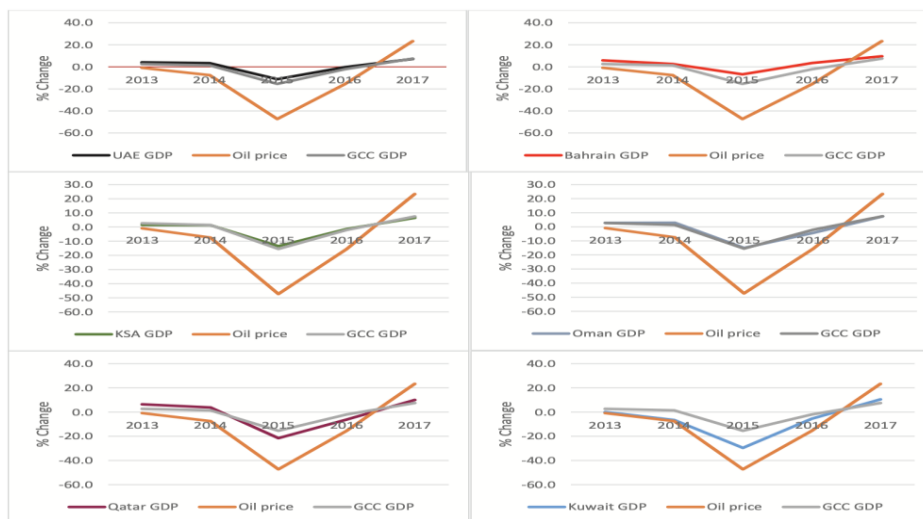 40.0
20.0
0.0
-20.0
-40.0
-60.0
% Change
2013 2014 2015 2016 2017
UAE GDP Oil price GCC GDP
40.0
20.0
0.0
-20.0
-40.0
-60.0
% Change
2013 2014 2015 2016 2017
Bahrain GDP Oil price GCC GDP
30.0
20.0
10.0
0.0
-10.0
-20.0
-30.0
-40.0
-50.0
-60.0
% Change
2013 2014 2015 2016 2017
KSA GDP Oil price GCC GDP
30.0
20.0
10.0
0.0
-10.0
-20.0
-30.0
-40.0
-50.0
-60.0
% Change
2013 2014 2015 2016 2017
Oman GDP Oil price GCC GDP
40.0
20.0
0.0
-20.0
-40.0
-60.0
% Change
2013 2014 2015 2016 2017
Qatar GDP Oil price GCC GDP
40.0
20.0
0.0
-20.0
-40.0
-60.0
% Change
2013 2014 2015 2016 2017
Kuwait GDP Oil price GCC GDP